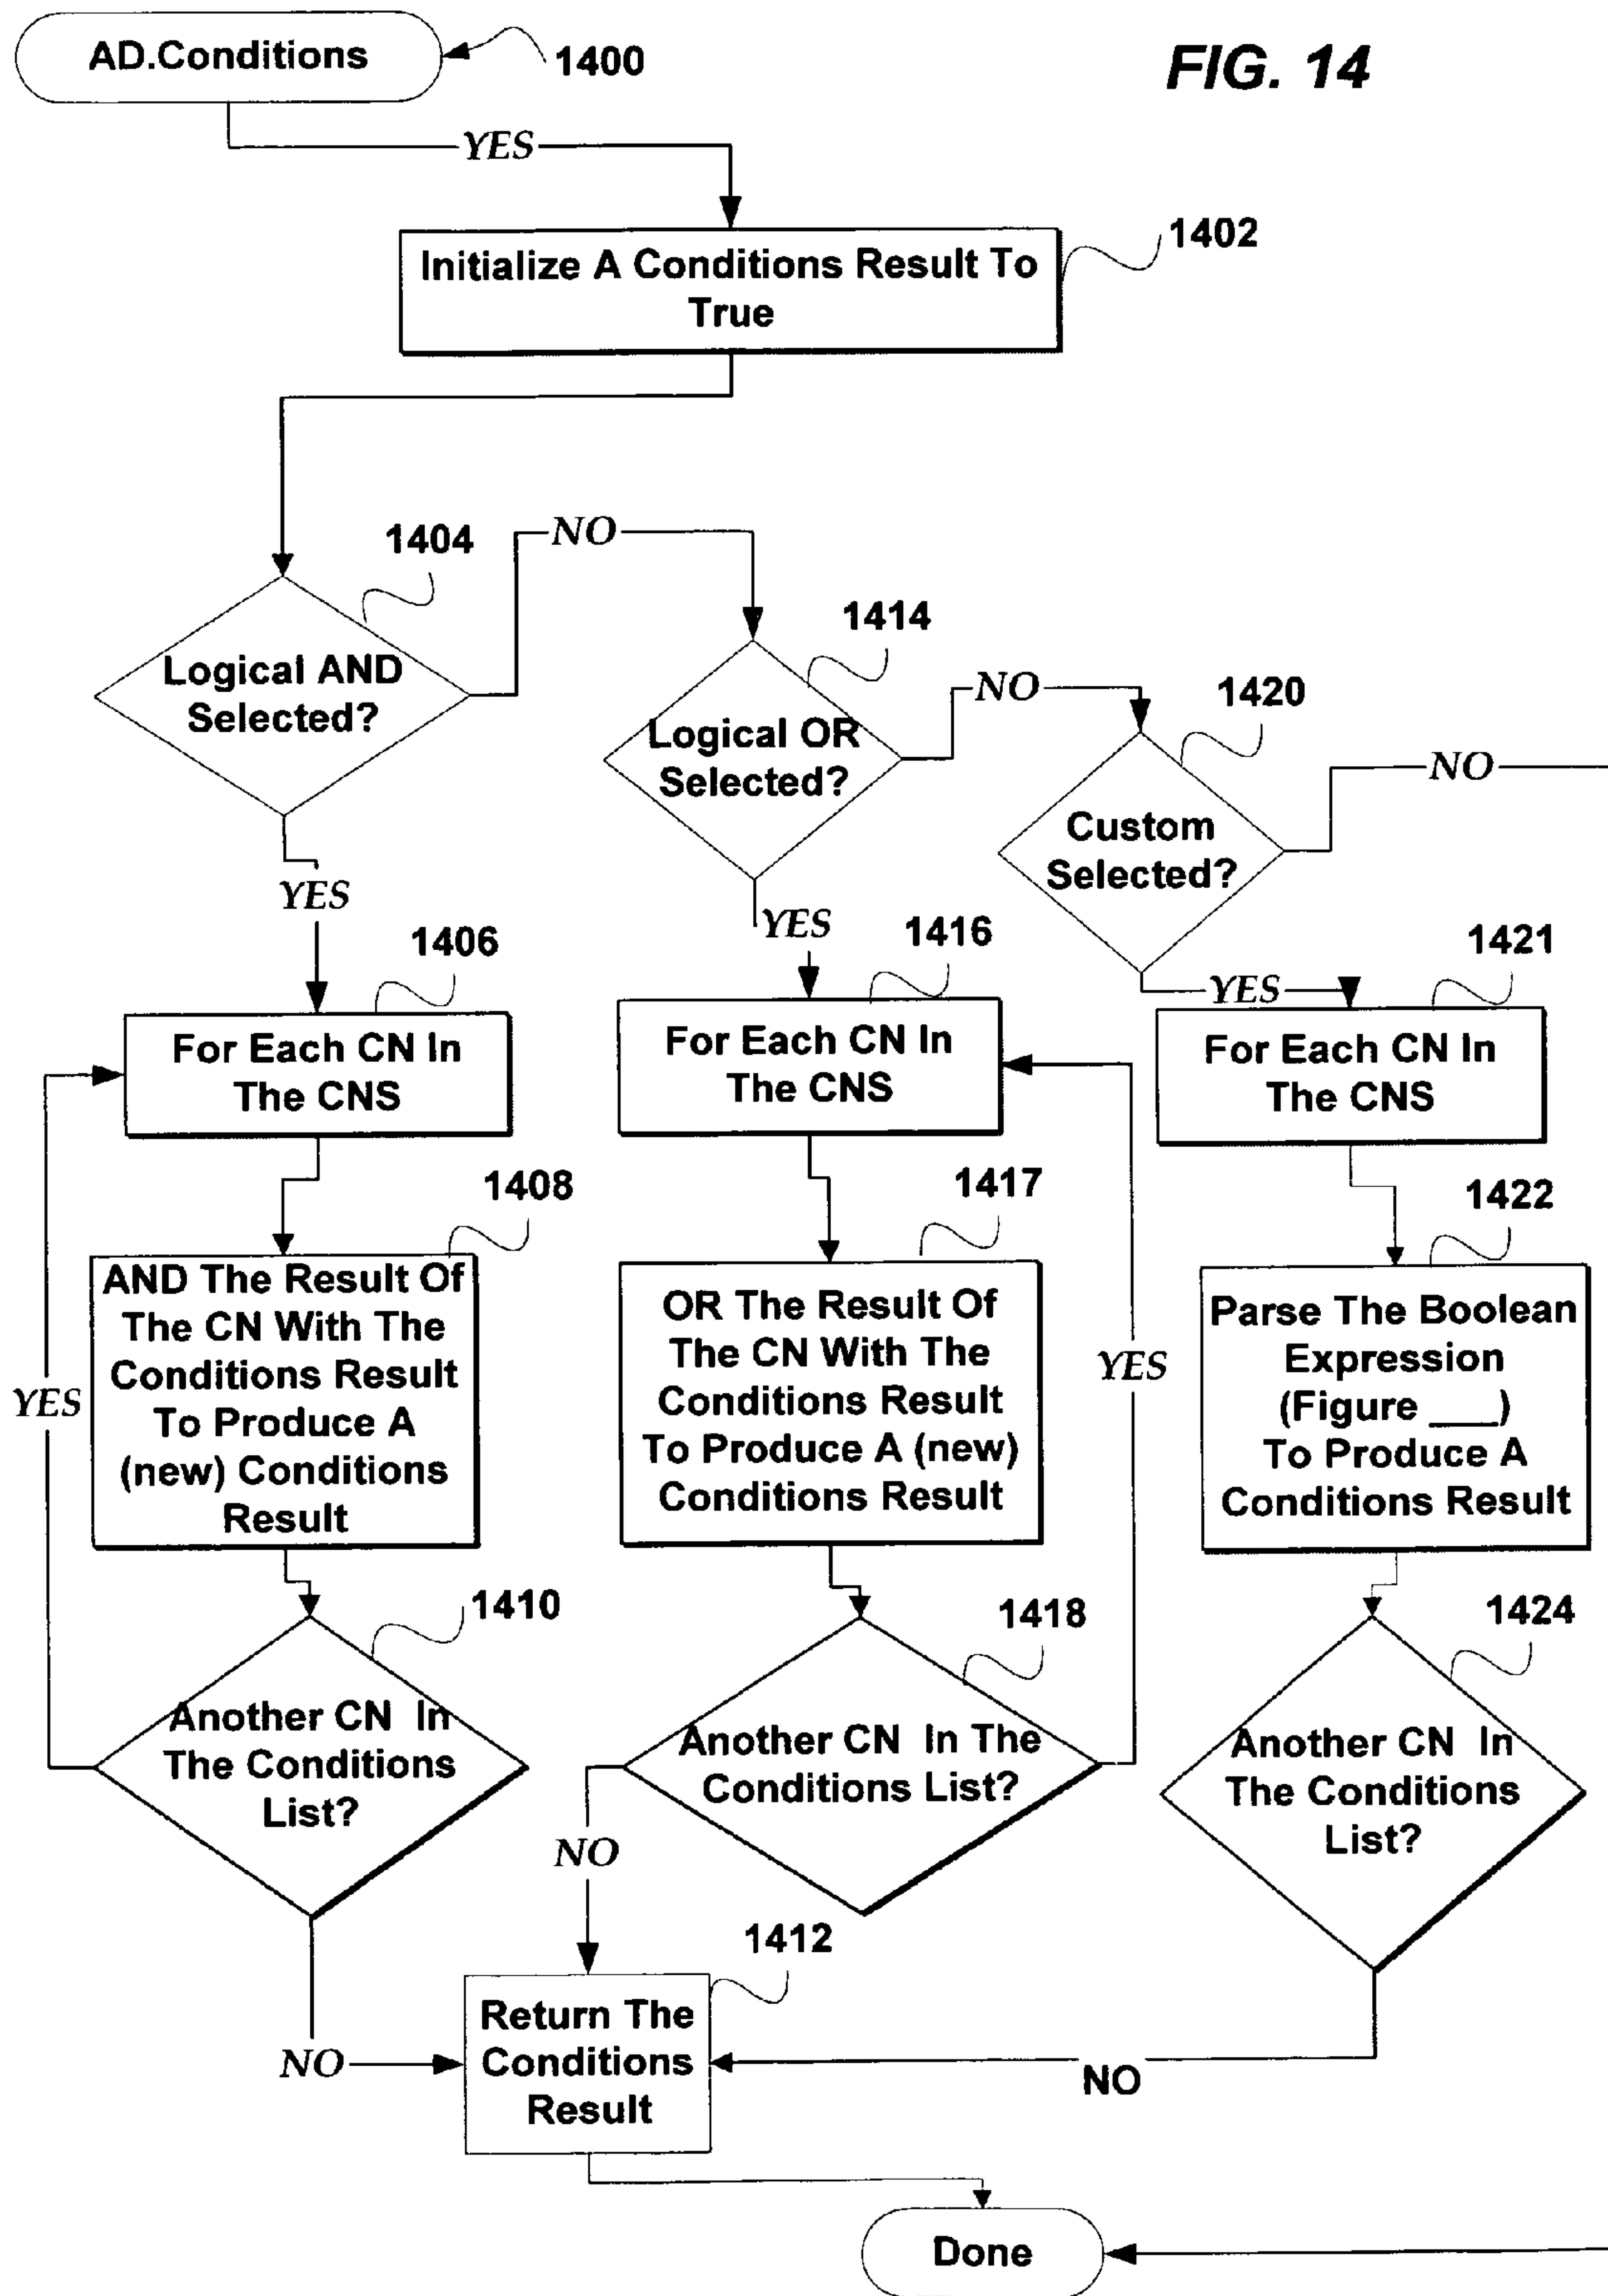 AD.Conditions
1400
FIG. 14
YES
1402
Initialize A Conditions Result To
True
1404
NO
Logical AND
Selected?
1414
NO
Logical OR
Selected?
1420
NO
Custom
Selected?
YES
YES
YES
1406
For Each CN In
The CNS
1416
For Each CN In
The CNS
1421
For Each CN In
The CNS
1408
AND The Result Of
The CN With The
Conditions Result
To Produce A
(new) Conditions
Result
YES
1417
OR The Result Of
The CN With The
Conditions Result
To Produce A (new)
Conditions Result
YES
1422
Parse The Boolean
Expression
(Figure ___)
To Produce A
Conditions Result
1410
Another CN In
The Conditions
List?
1418
Another CN In The
Conditions List?
1424
Another CN In
The Conditions
List?
NO
NO
1412
Return The
Conditions
Result
NO
Done